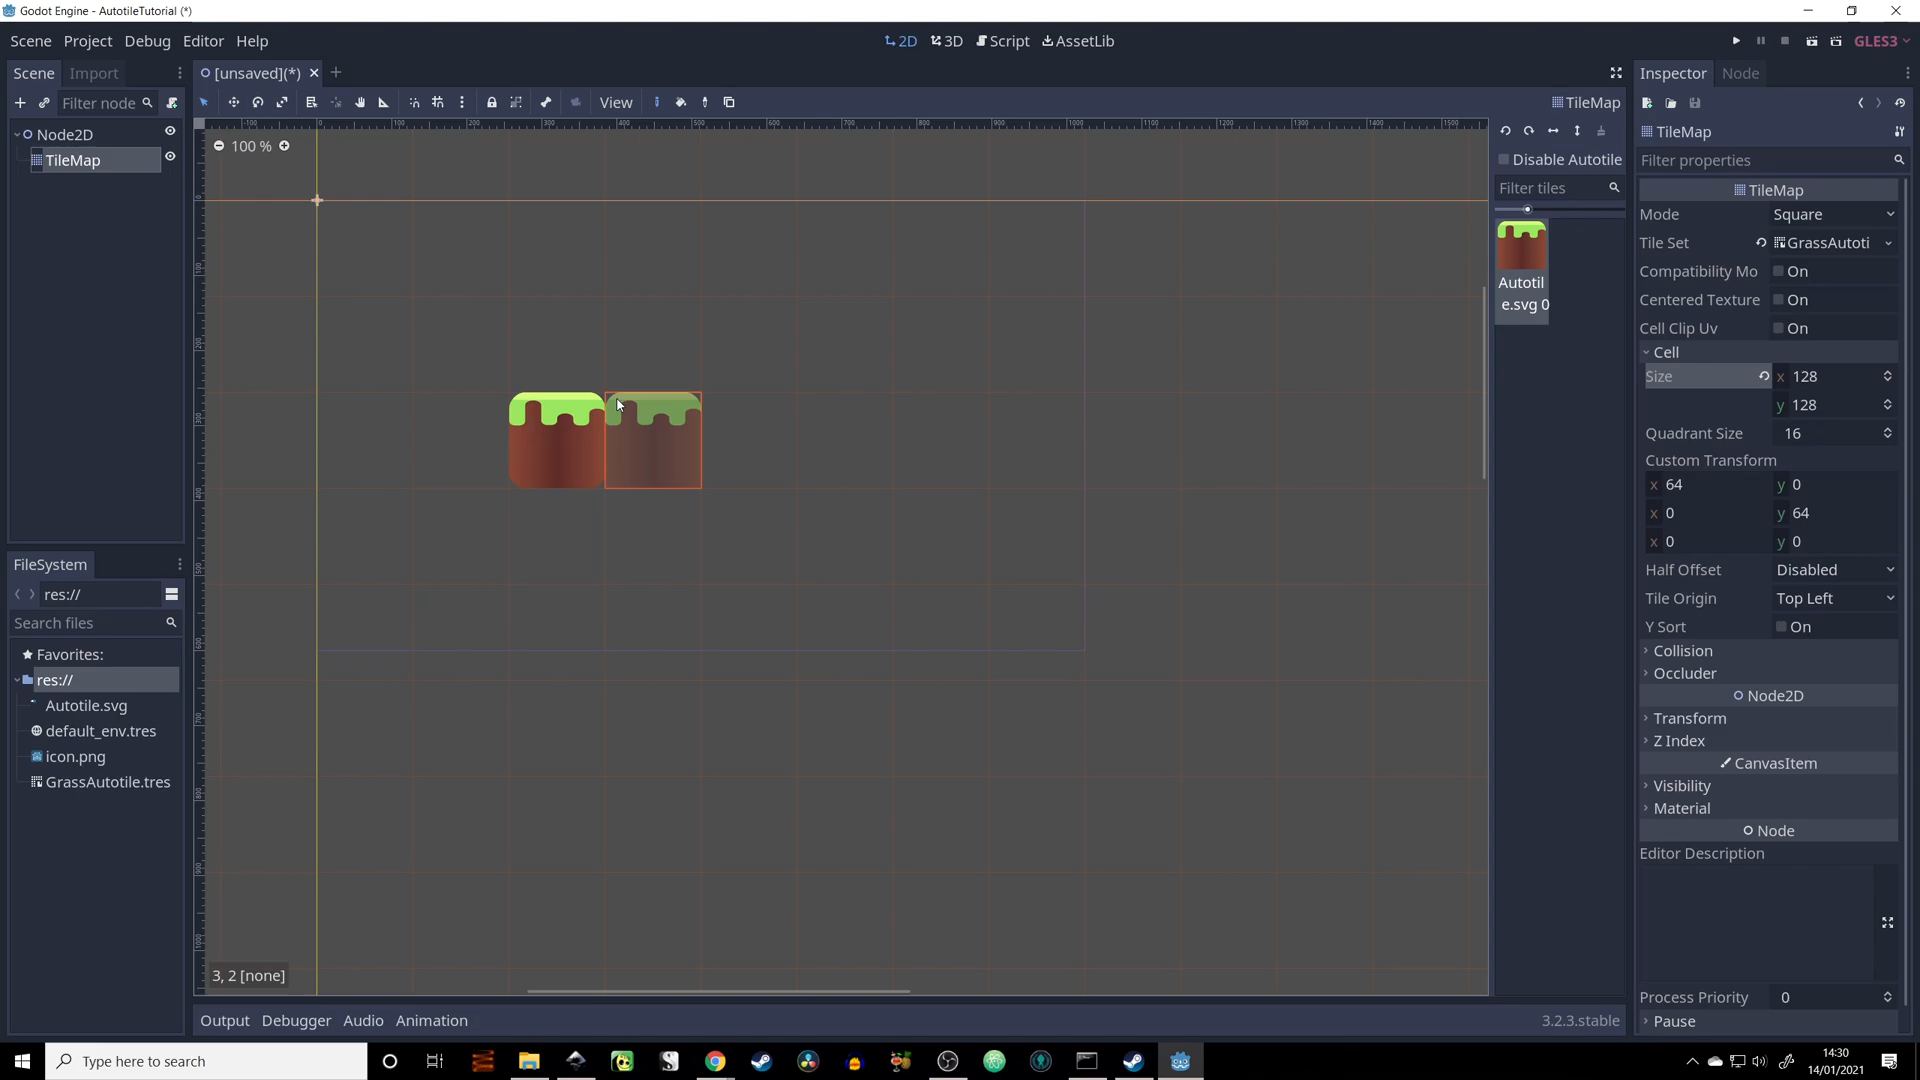 Godot Engine - AutotileTutorial (*)
Scene Project Debug Editor Help
2D 3D Script AssetLib
GLES3
Scene Import
[unsaved](*)
Inspector Node
Filter node
View
TileMap
Node2D
TileMap
100 %
Disable Autotile
Filter tiles
Autotil
e.svg 0
3, 2 [none]
TileMap
Filter properties
TileMap
Mode Square
Tile Set GrassAutoti
Compatibility Mo On
Centered Texture On
Cell Clip Uv On
Cell
Size x 128
y 128
Quadrant Size 16
Custom Transform
x 64 y 0
x 0 y 64
x 0 y 0
Half Offset Disabled
Tile Origin Top Left
Y Sort On
Collision
Occluder
Node2D
Transform
Z Index
CanvasItem
Visibility
Material
Node
Editor Description
Process Priority 0
Pause
FileSystem
res://
Search files
Favorites:
res://
Autotile.svg
default_env.tres
icon.png
GrassAutotile.tres
Output Debugger Audio Animation
3.2.3.stable
Type here to search
14:30
14/01/2021